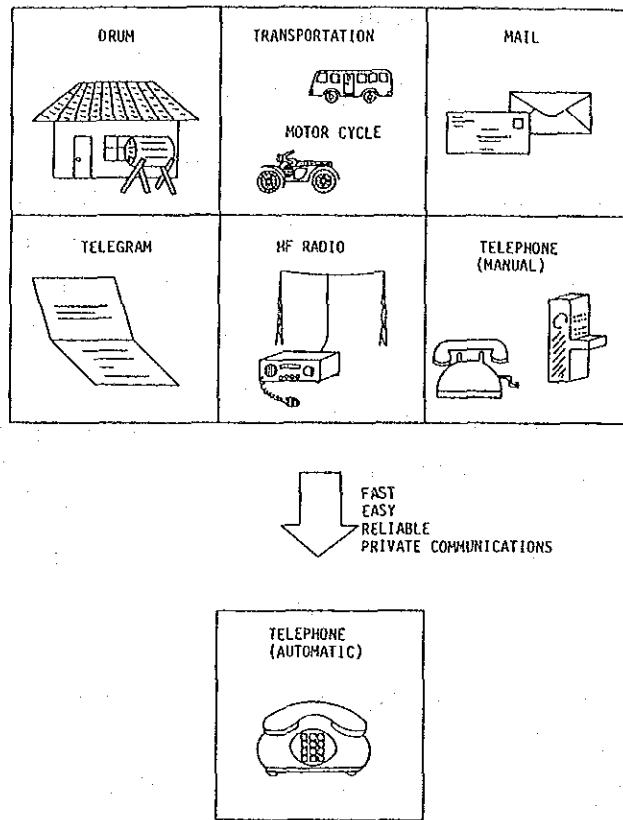 DRUM
TRANSPORTATION
MOTOR CYCLE
MAIL
TELEGRAM
HF RADIO
TELEPHONE
(MANUAL)
FAST
EASY
RELIABLE
PRIVATE COMMUNICATIONS
TELEPHONE
(AUTOMATIC)